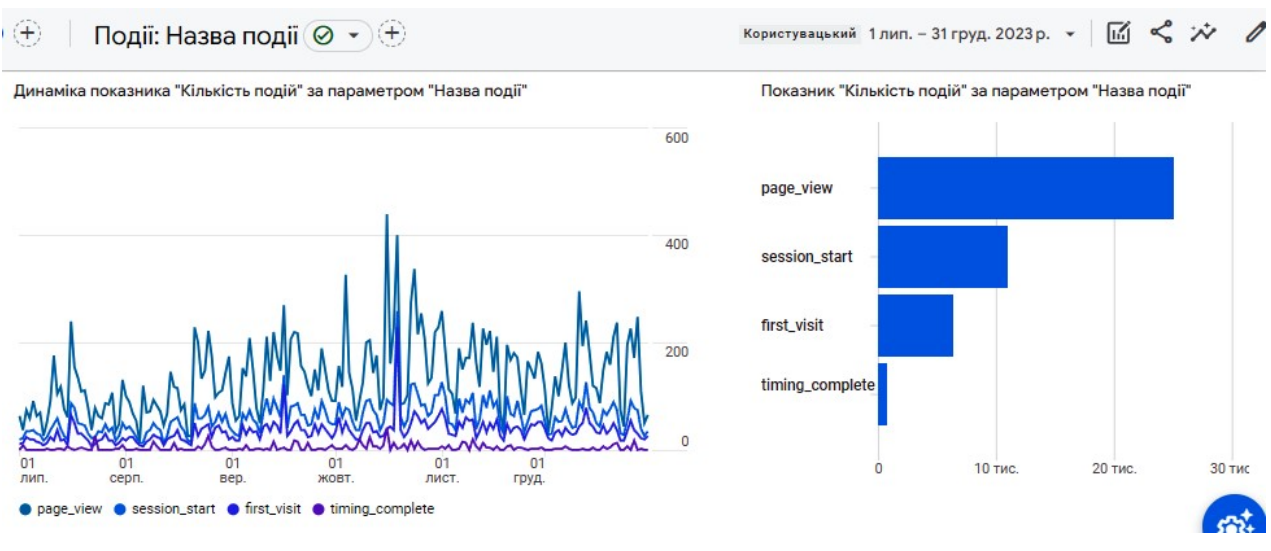 Події: Назва події
Користувацький 1 лип. – 31 груд. 2023 р.
Динаміка показника "Кількість подій" за параметром "Назва події"
600
400
200
0
01 01 01 01 01 01
лип. серп. вер. жовт. лист. груд.
page_view session_start first_visit timing_complete
Показник "Кількість подій" за параметром "Назва події"
page_view
session_start
first_visit
timing_complete
0 10 тис. 20 тис. 30 тис